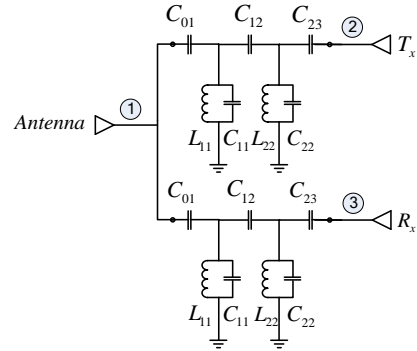 C01 C12 C23 2
Tx
L11 C11 L22 C22
Antenna 1
C01 C12 C23 3
Rx
L11 C11 L22 C22